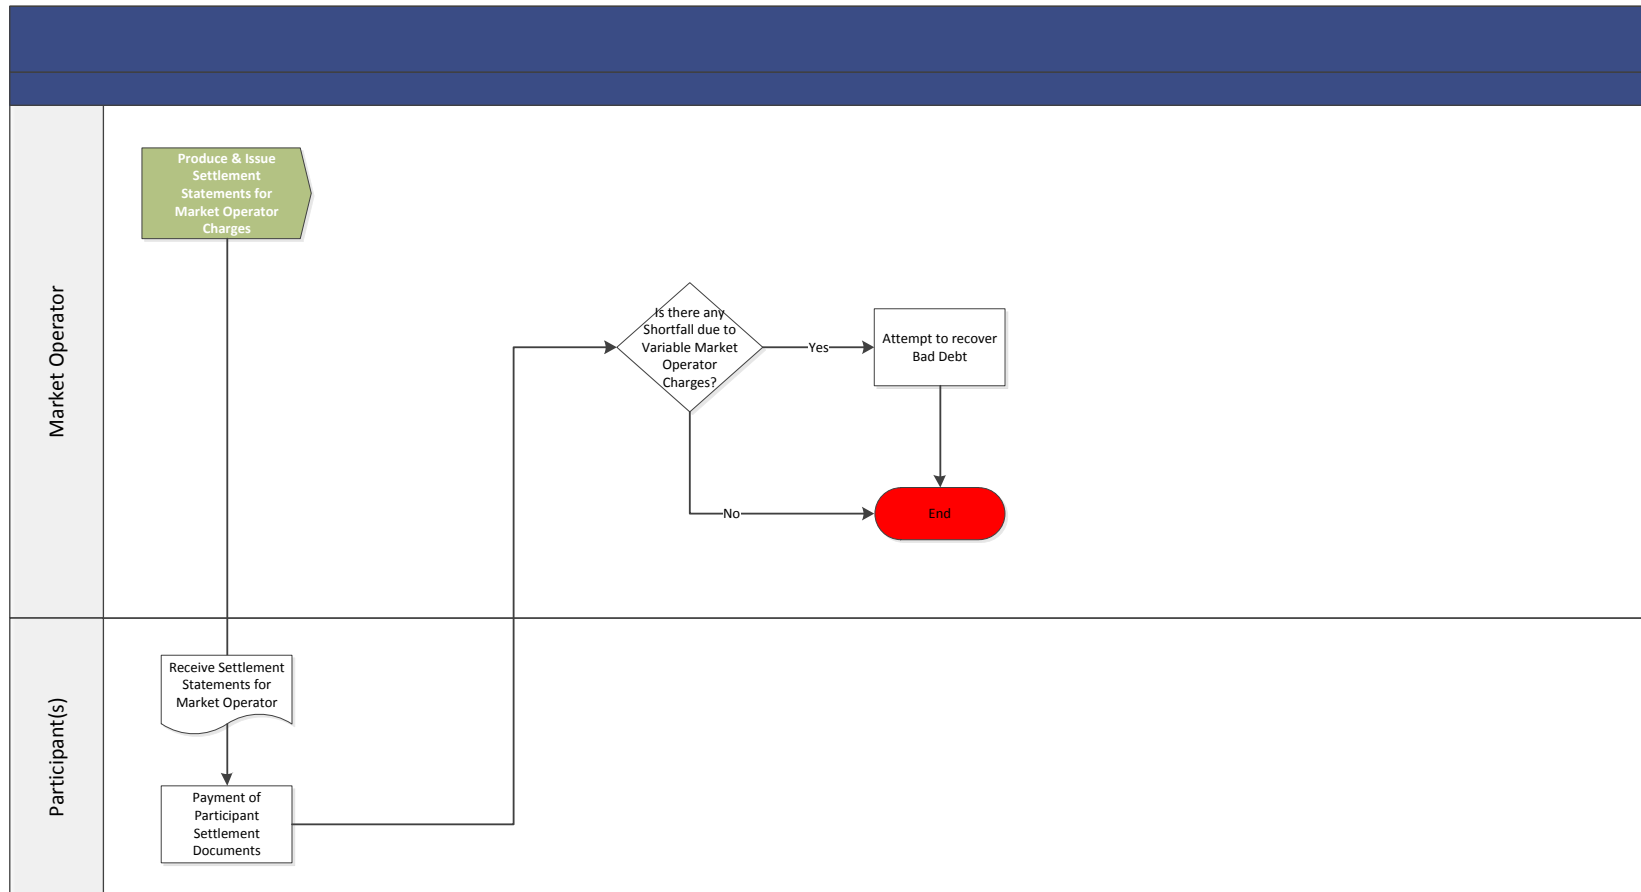 Market Operator
Produce & Issue
Settlement
Statements for
Market Operator
Charges
Is there any
Shortfall due to
Variable Market
Operator
Charges?
Yes
Attempt to recover
Bad Debt
No
End
Participant(s)
Receive Settlement
Statements for
Market Operator
Payment of
Participant
Settlement
Documents